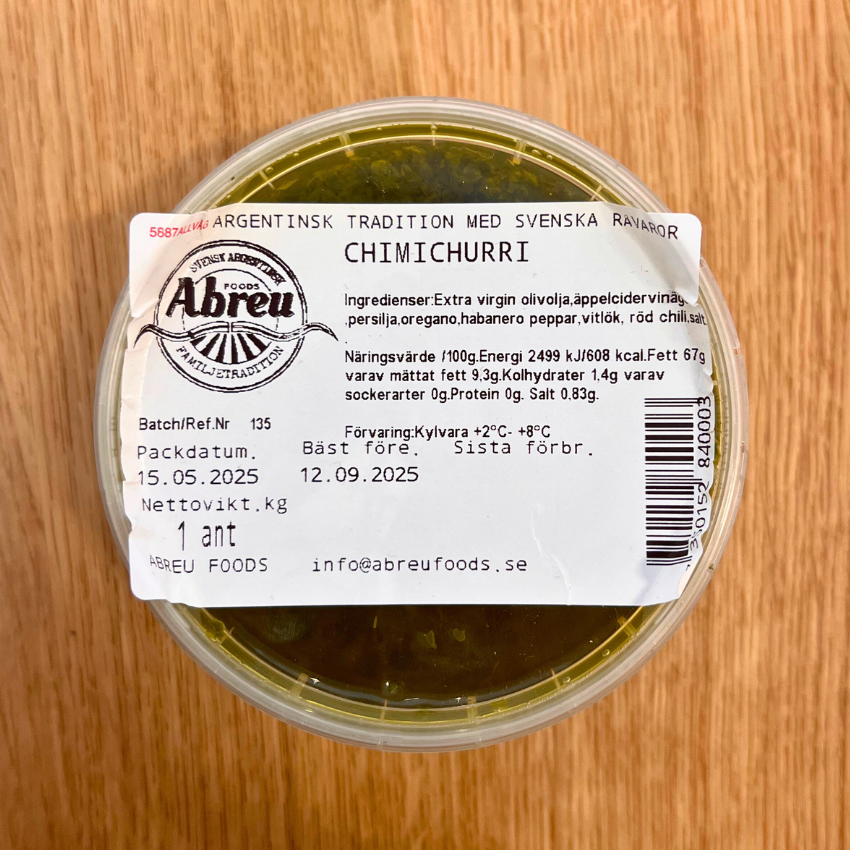 5687ALLVÅG ARGENTINSK TRADITION MED SVENSKA RÅVAROR
CHIMICHURRI
SVENSK ARGENTINSK
FOODS
Abreu
FAMILJETRADITION
Ingredienser:Extra virgin olivolja,äppelcidervinäg
,persilja,oregano,habanero peppar,vitlök, röd chili,salt
.
Näringsvärde /100g.Energi 2499 kJ/608 kcal.Fett 67g
varav mättat fett 9,3g.Kolhydrater 1,4g varav
sockerarter 0g.Protein 0g. Salt 0,83g.
Batch/Ref.Nr 135
Förvaring:Kylvara +2°C- +8°C
Packdatum. Bäst före. Sista förbr.
15.05.2025 12.09.2025
Nettovikt.kg
1 ant
ABREU FOODS info@abreufoods.se
350152 840003